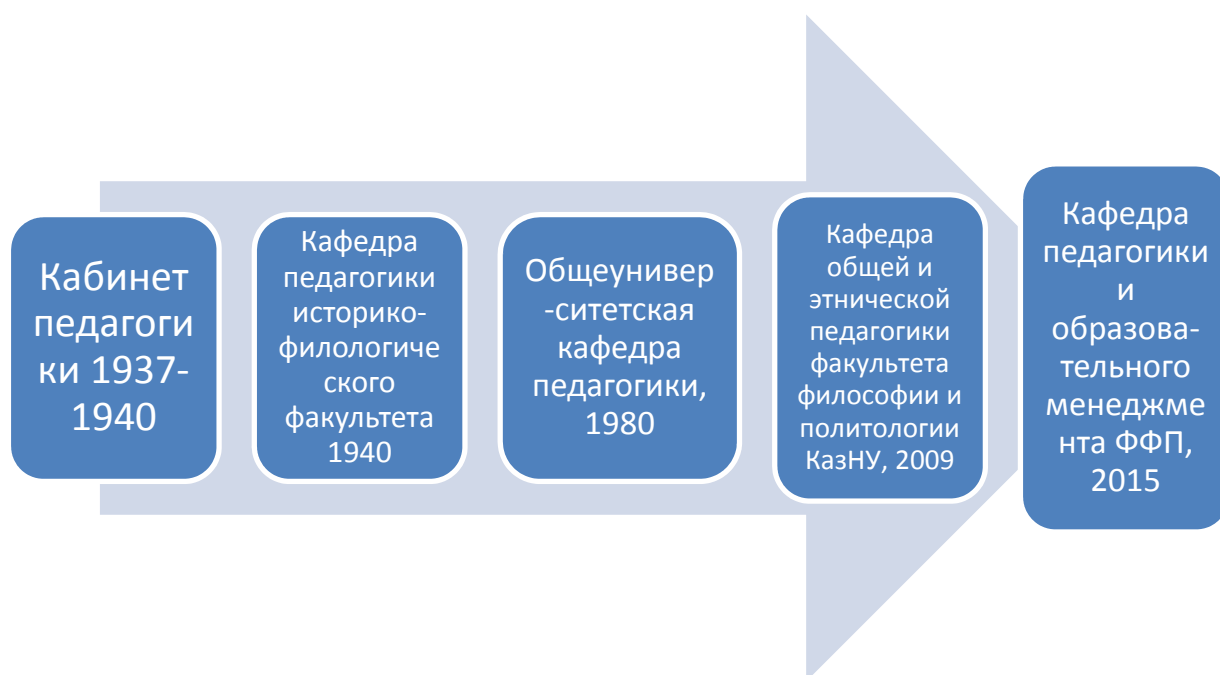 Кабинет
педагоги
ки 1937-
1940
Кафедра
педагогики
историко-
филологиче
ского
факультета
1940
Общеунивер
-ситетская
кафедра
педагогики,
1980
Кафедра
общей и
этнической
педагогики
факультета
философии и
политологии
КазНУ, 2009
Кафедра
педагогики
и
образова-
тельного
менеджме
нта ФФП,
2015